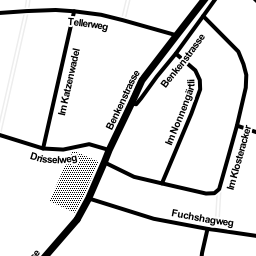 Tellerweg
Benkenstrasse
Im Katzenwadel
Benkenstrasse
Im Nonnengärtli
Im Klosteracker
Drisselweg
Fuchshagweg